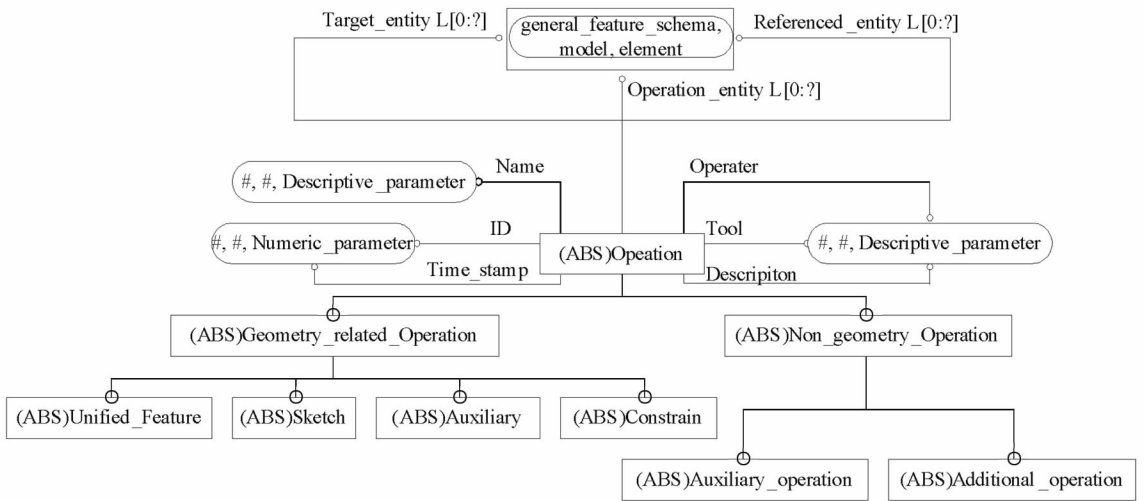 Target_entity L[0:?]
general_feature_schema,
model, element
Referenced_entity L[0:?]
Operation_entity L[0:?]
Name
Operater
#, #, Descriptive_parameter
ID
Tool
#, #, Numeric_parameter
(ABS)Opeation
#, #, Descriptive_parameter
Time_stamp
Descripiton
(ABS)Geometry_related_Operation
(ABS)Non_geometry_Operation
(ABS)Unified_Feature
(ABS)Sketch
(ABS)Auxiliary
(ABS)Constrain
(ABS)Auxiliary_operation
(ABS)Additional_operation